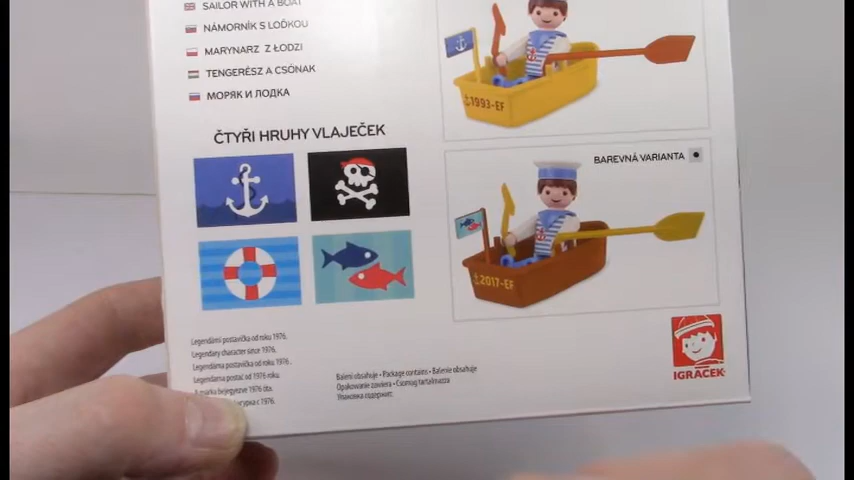 SAILOR WITH A BOAT
NÁMORNÍK S LOĎKOU
MARYNARZ Z ŁODZI
TENGERÉSZ A CSÓNAK
МОРЯК И ЛОДКА
1993-EF
ČTYŘI HRUHY VLAJEČEK
BAREVNÁ VARIANTA
2017-EF
Legendární postavička od roku 1976.
Legendary character since 1976.
Legendárna postavička od roku 1976.
Legendarna postać od 1976 roku.
1976 óta.
с 1976.
Balení obsahuje • Package contains • Balenie obsahuje
Opakowanie zawiera • Csomag tartalmazza
Упаковка содержит:
IGRÁČEK